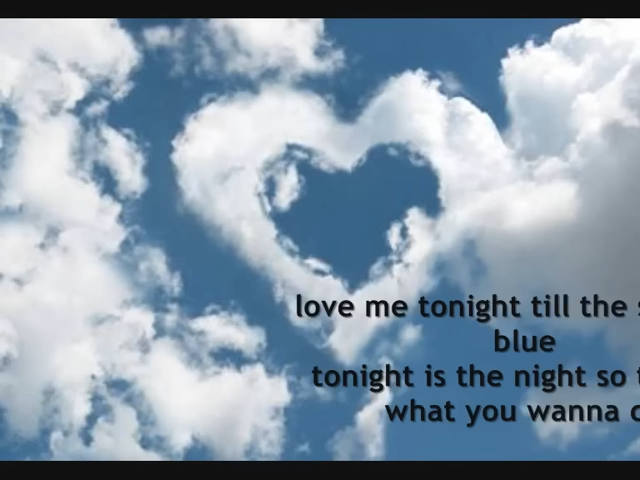 love me tonight till the
blue
tonight is the night so
what you wanna